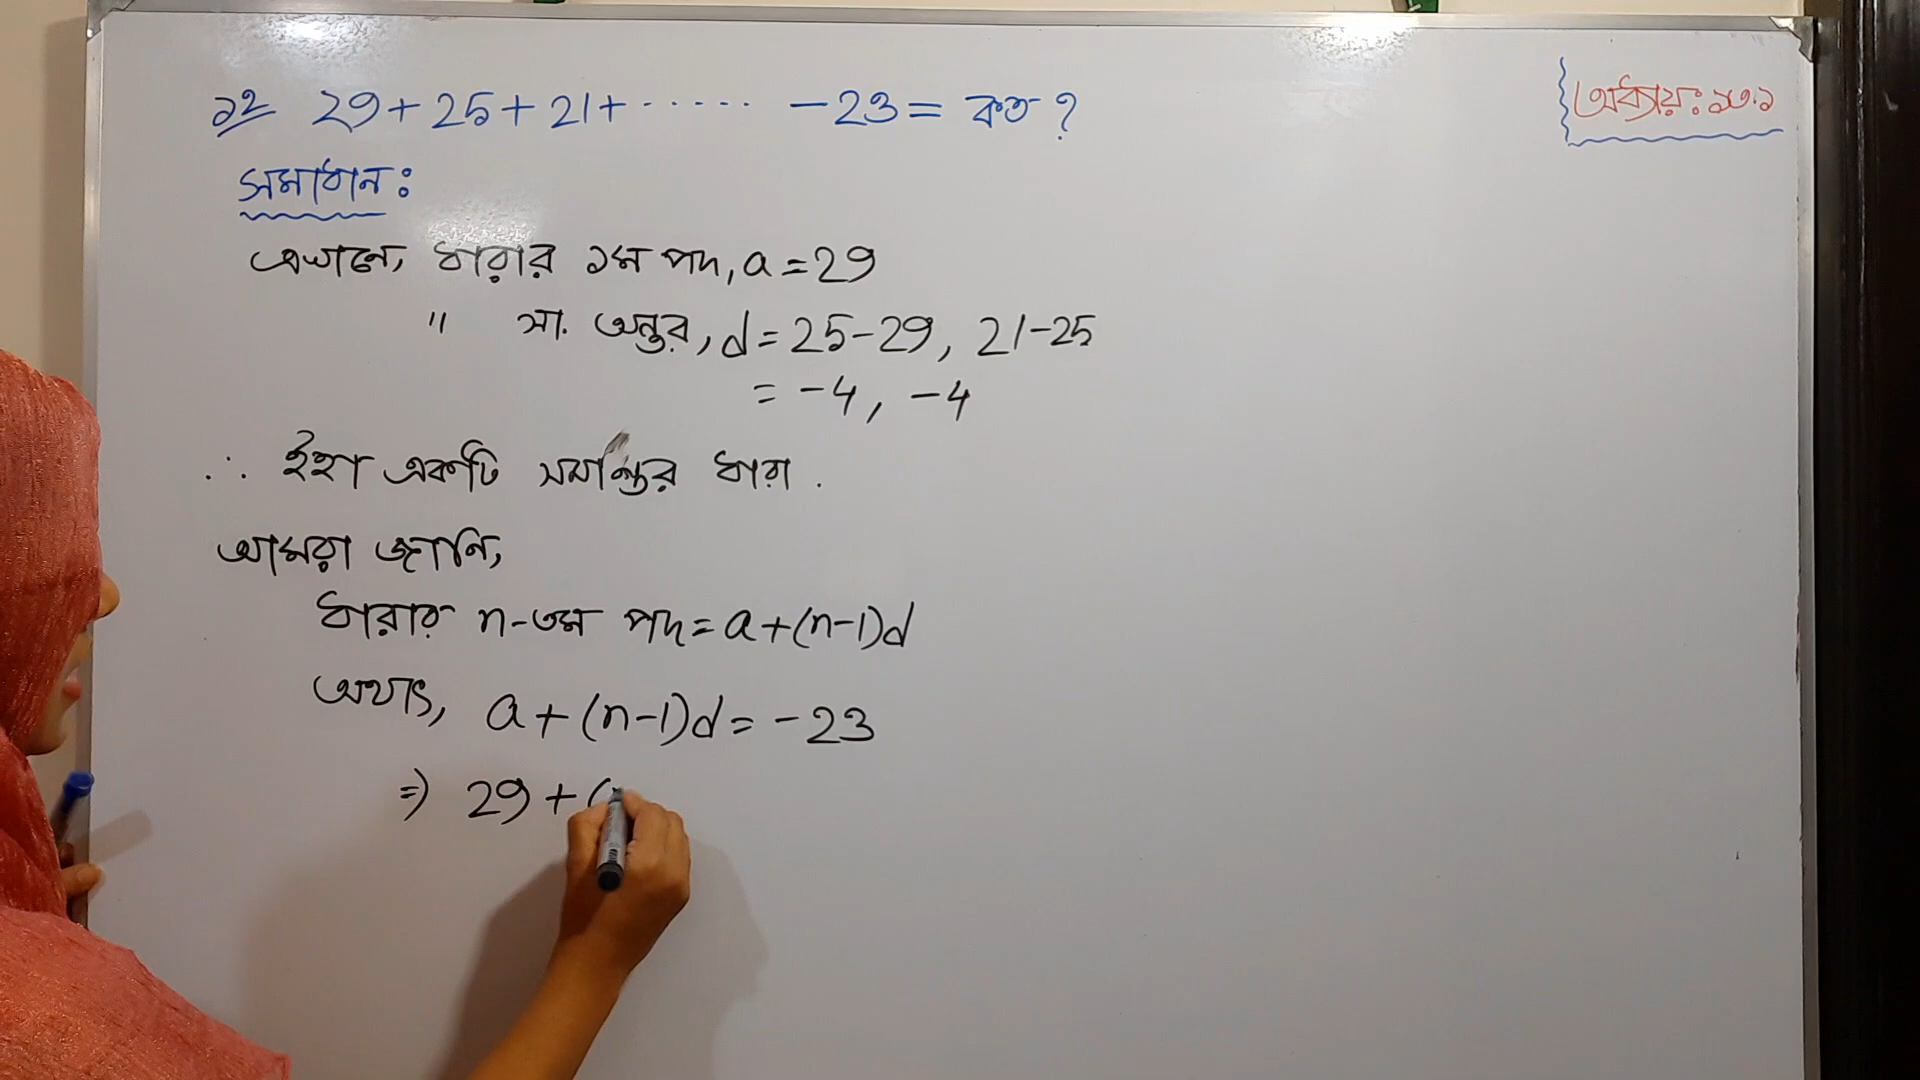 ১২ 29+25+21+ ······ -23= কত ?
অধ্যায়ঃ ১৩.১
সমাধানঃ
এখানে, ধারার ১ম পদ, a=29
" সা. অন্তর, d=25-29, 21-25
= -4, -4
∴ ইহা একটি সমান্তর ধারা.
আমরা জানি,
ধারার n-তম পদ=a+(n-1)d
অর্থাৎ, a+(n-1)d= -23
⇒ 29+(